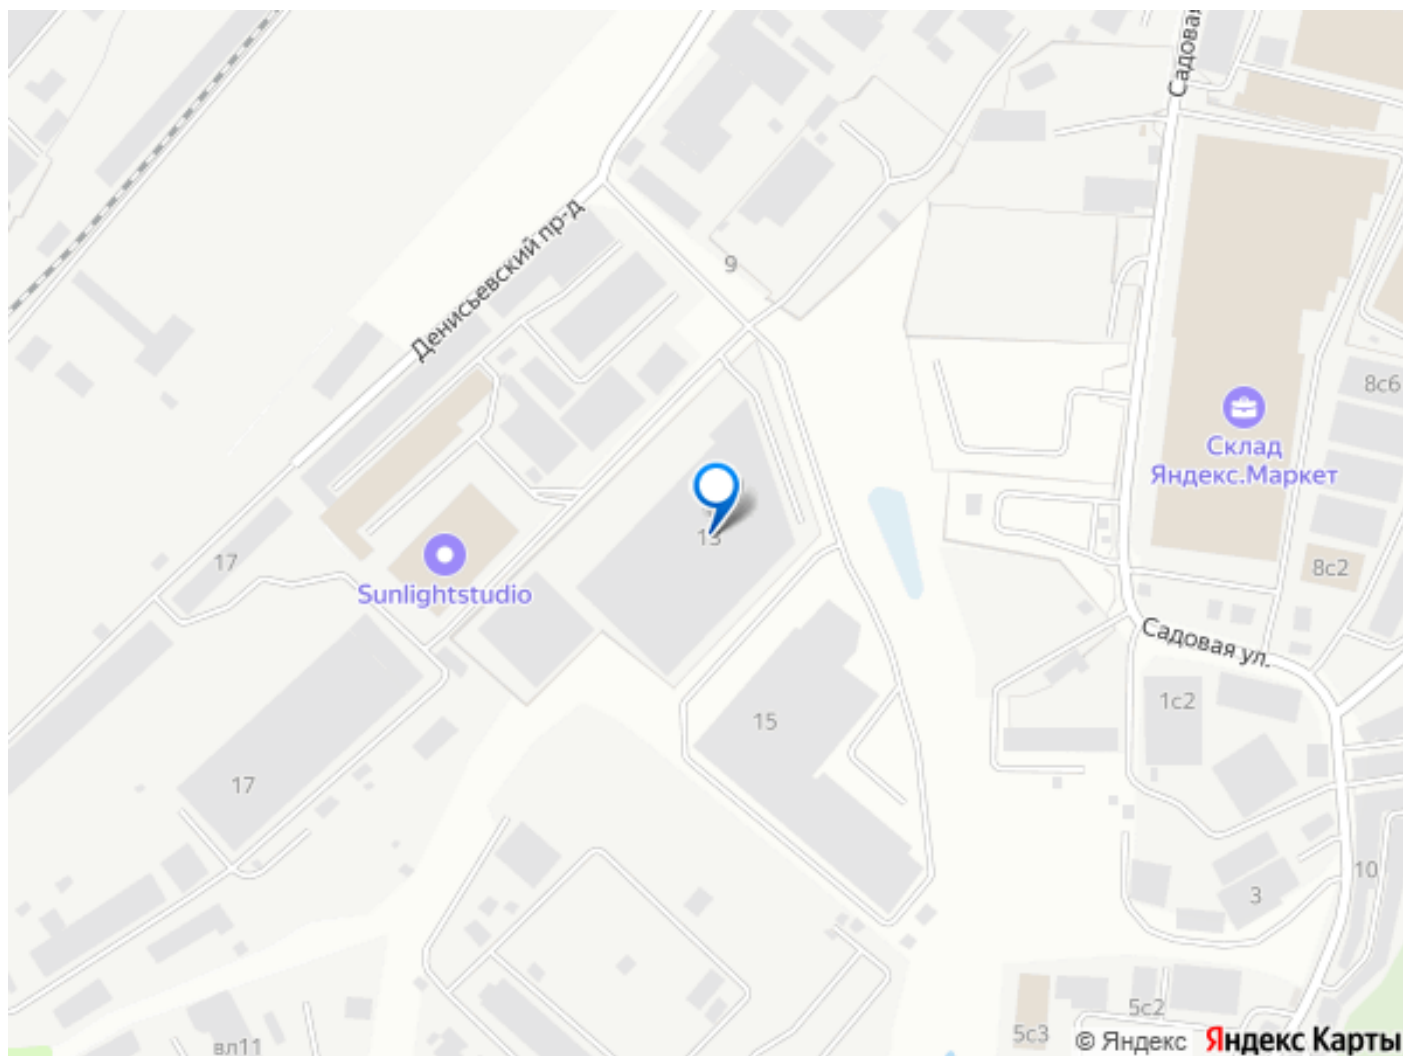 Садовая
Денисьевский пр-д
9
8с6
Склад
Яндекс.Маркет
13
17
Sunlightstudio
8с2
Садовая ул.
1с2
15
17
10
3
5с2
5с3
вл11
© Яндекс
Яндекс Карты